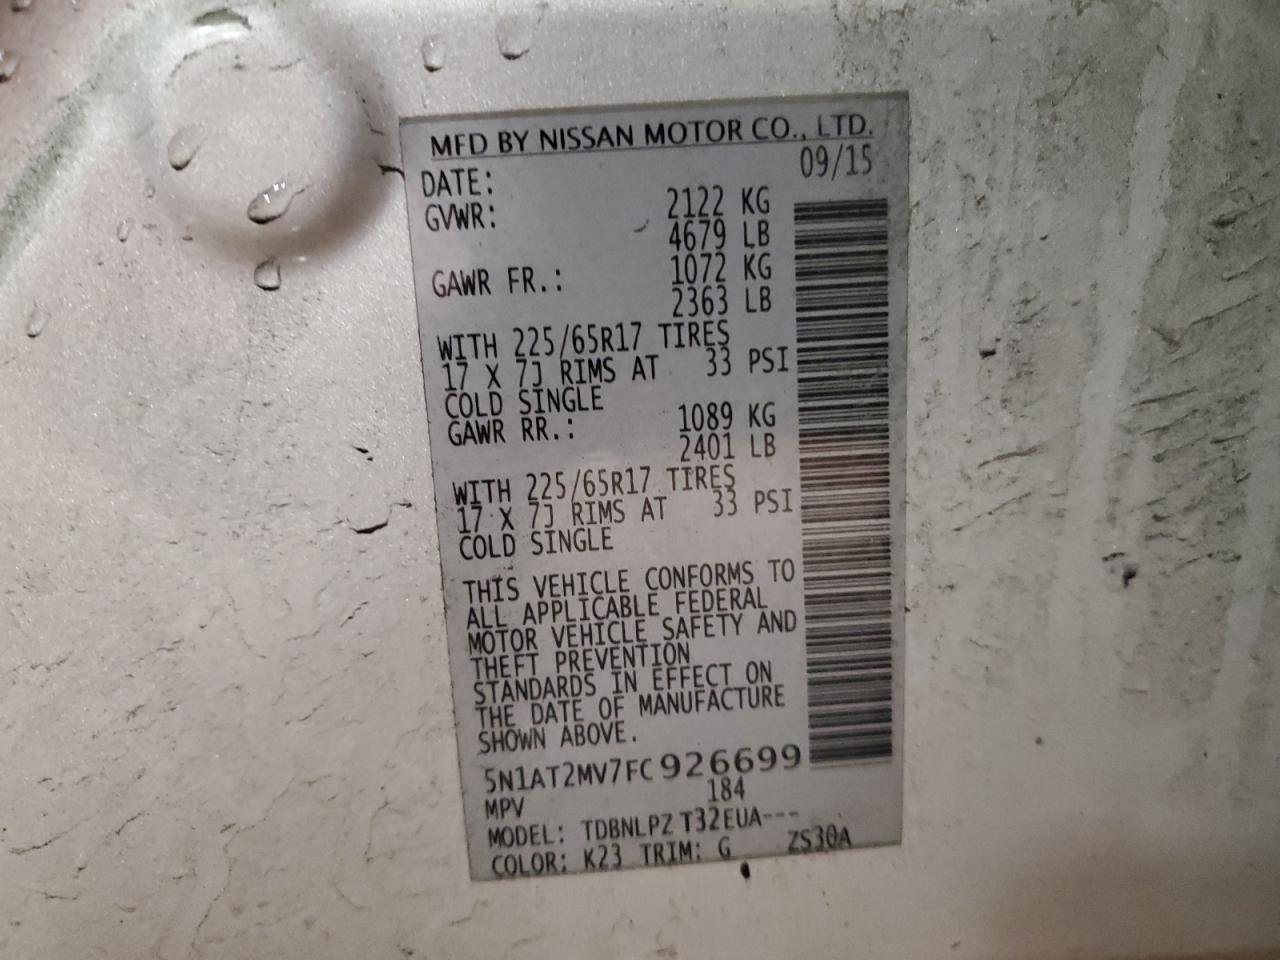 MFD BY NISSAN MOTOR CO., LTD.
DATE: 09/15
GVWR: 2122 KG
4679 LB
GAWR FR.: 1072 KG
2363 LB
WITH 225/65R17 TIRES
17 X 7J RIMS AT 33 PSI
COLD SINGLE
GAWR RR.: 1089 KG
2401 LB
WITH 225/65R17 TIRES
17 X 7J RIMS AT 33 PSI
COLD SINGLE
THIS VEHICLE CONFORMS TO
ALL APPLICABLE FEDERAL
MOTOR VEHICLE SAFETY AND
THEFT PREVENTION
STANDARDS IN EFFECT ON
THE DATE OF MANUFACTURE
SHOWN ABOVE.
5N1AT2MV7FC926699
MPV 184
MODEL: TDBNLPZ T32EUA---
COLOR: K23 TRIM: G ZS30A